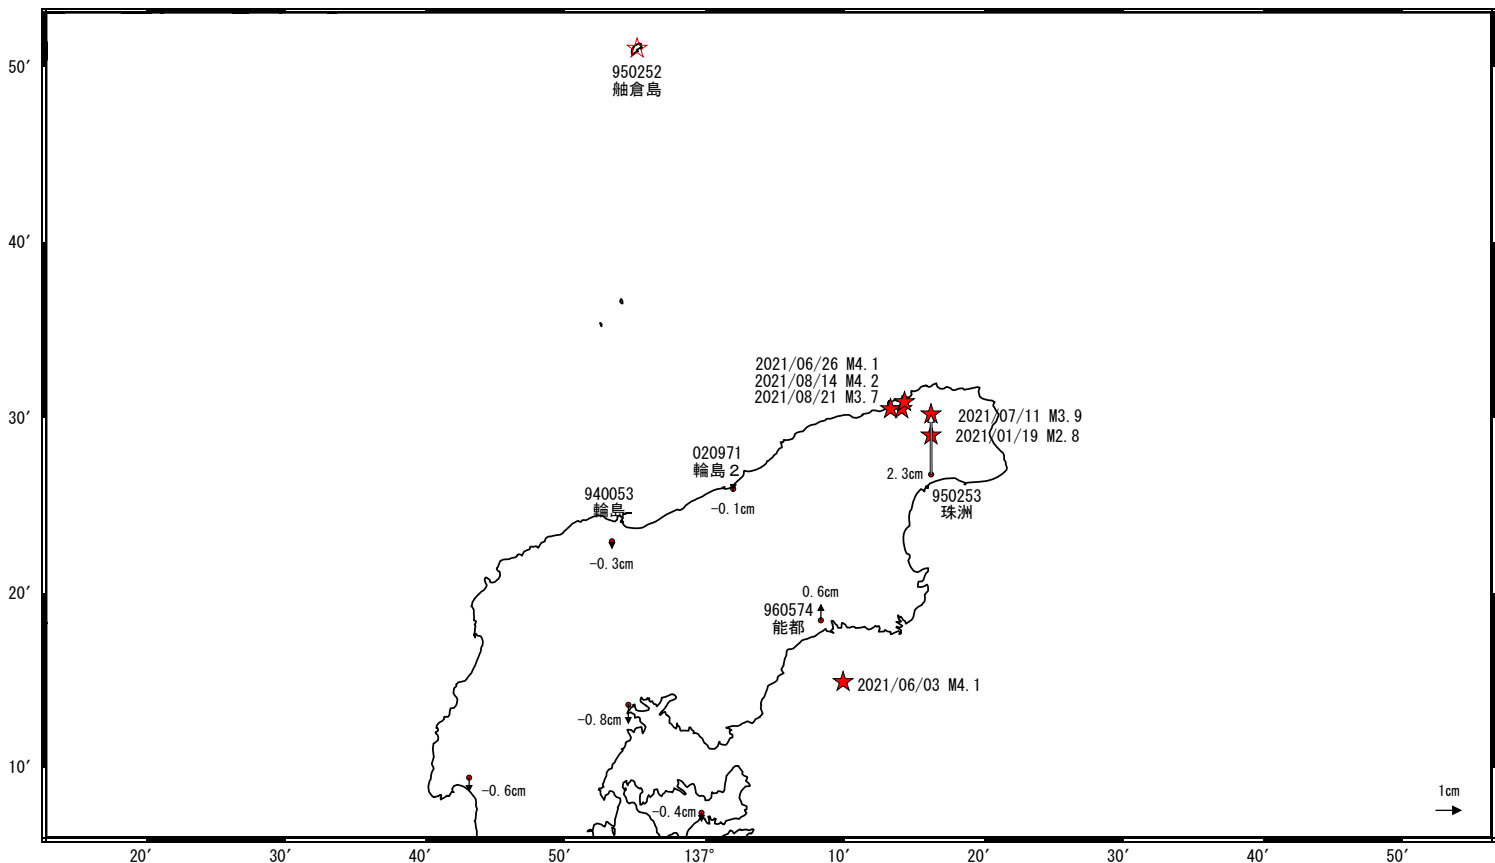 50′
950252
舳倉島
40′
2021/06/26 M4.1
2021/08/14 M4.2
2021/08/21 M3.7
30′
2021/07/11 M3.9
2021/01/19 M2.8
020971
輪島２
2.3cm
940053
輪島
-0.1cm
950253
珠洲
-0.3cm
20′
0.6cm
960574
能都
2021/06/03 M4.1
-0.8cm
10′
-0.6cm
-0.4cm
1cm
20′ 30′ 40′ 50′ 137° 10′ 20′ 30′ 40′ 50′